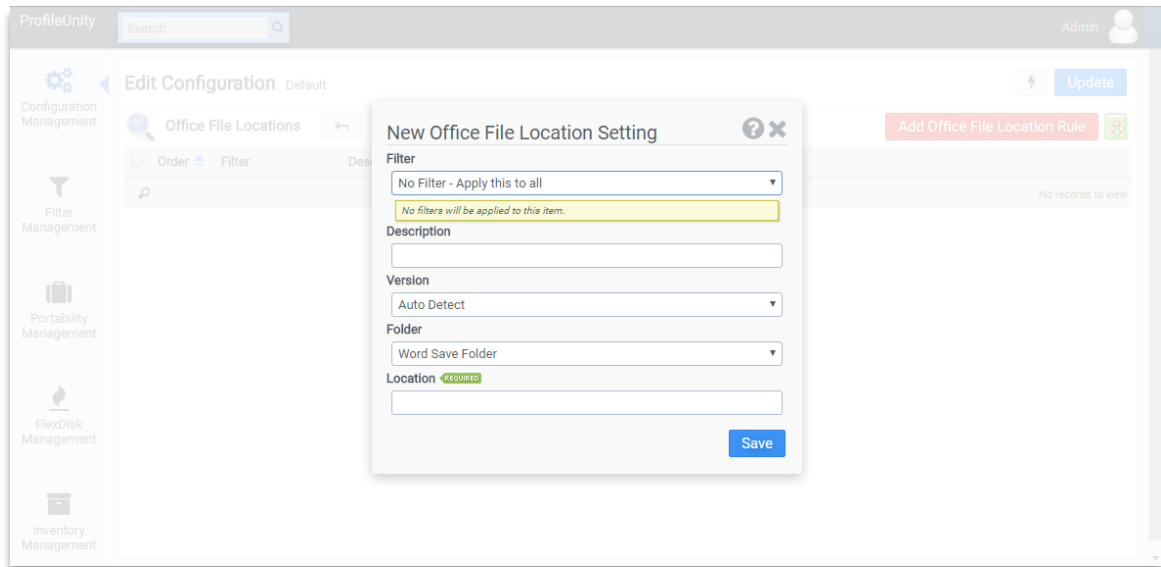 ProfileUnity
Search
Admin
Configuration
Management
Filter
Management
Portability
Management
FlexDisk
Management
Inventory
Management
Edit Configuration Default
Update
Office File Locations
Add Office File Location Rule
Order Filter
No records to view
New Office File Location Setting
Filter
No Filter - Apply this to all
No filters will be applied to this item.
Description
Version
Auto Detect
Folder
Word Save Folder
Location REQUIRED
Save